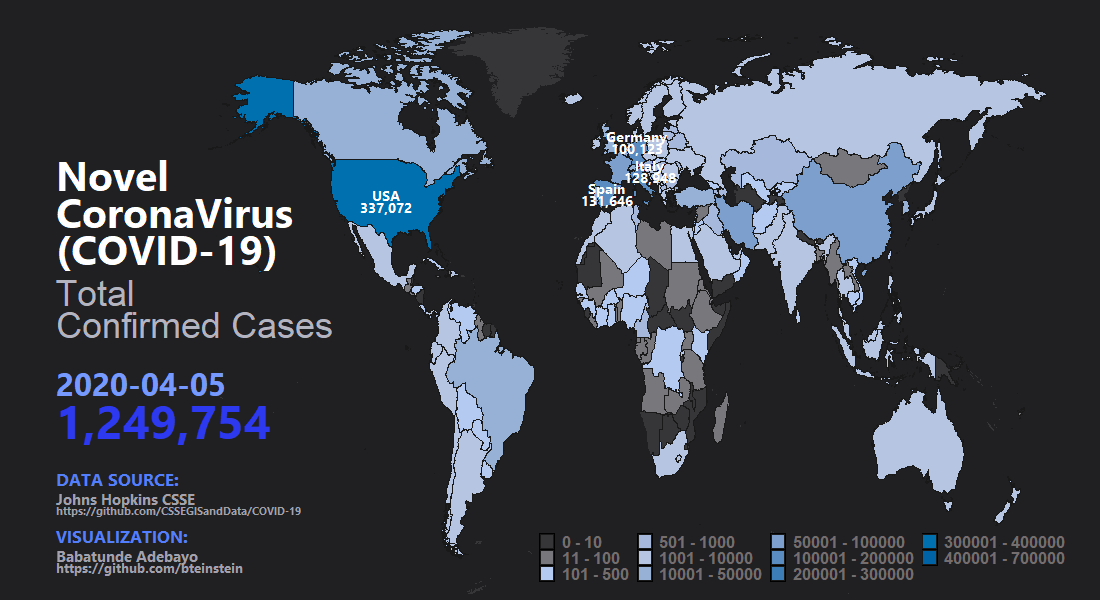 Novel
CoronaVirus
(COVID-19)
Total
Confirmed Cases
2020-04-05
1,249,754
DATA SOURCE:
Johns Hopkins CSSE
https://github.com/CSSEGISandData/COVID-19
VISUALIZATION:
Babatunde Adebayo
https://github.com/bteinstein
USA
337,072
Germany
100,123
Italy
128,948
Spain
131,646
0 - 10
11 - 100
101 - 500
501 - 1000
1001 - 10000
10001 - 50000
50001 - 100000
100001 - 200000
200001 - 300000
300001 - 400000
400001 - 700000